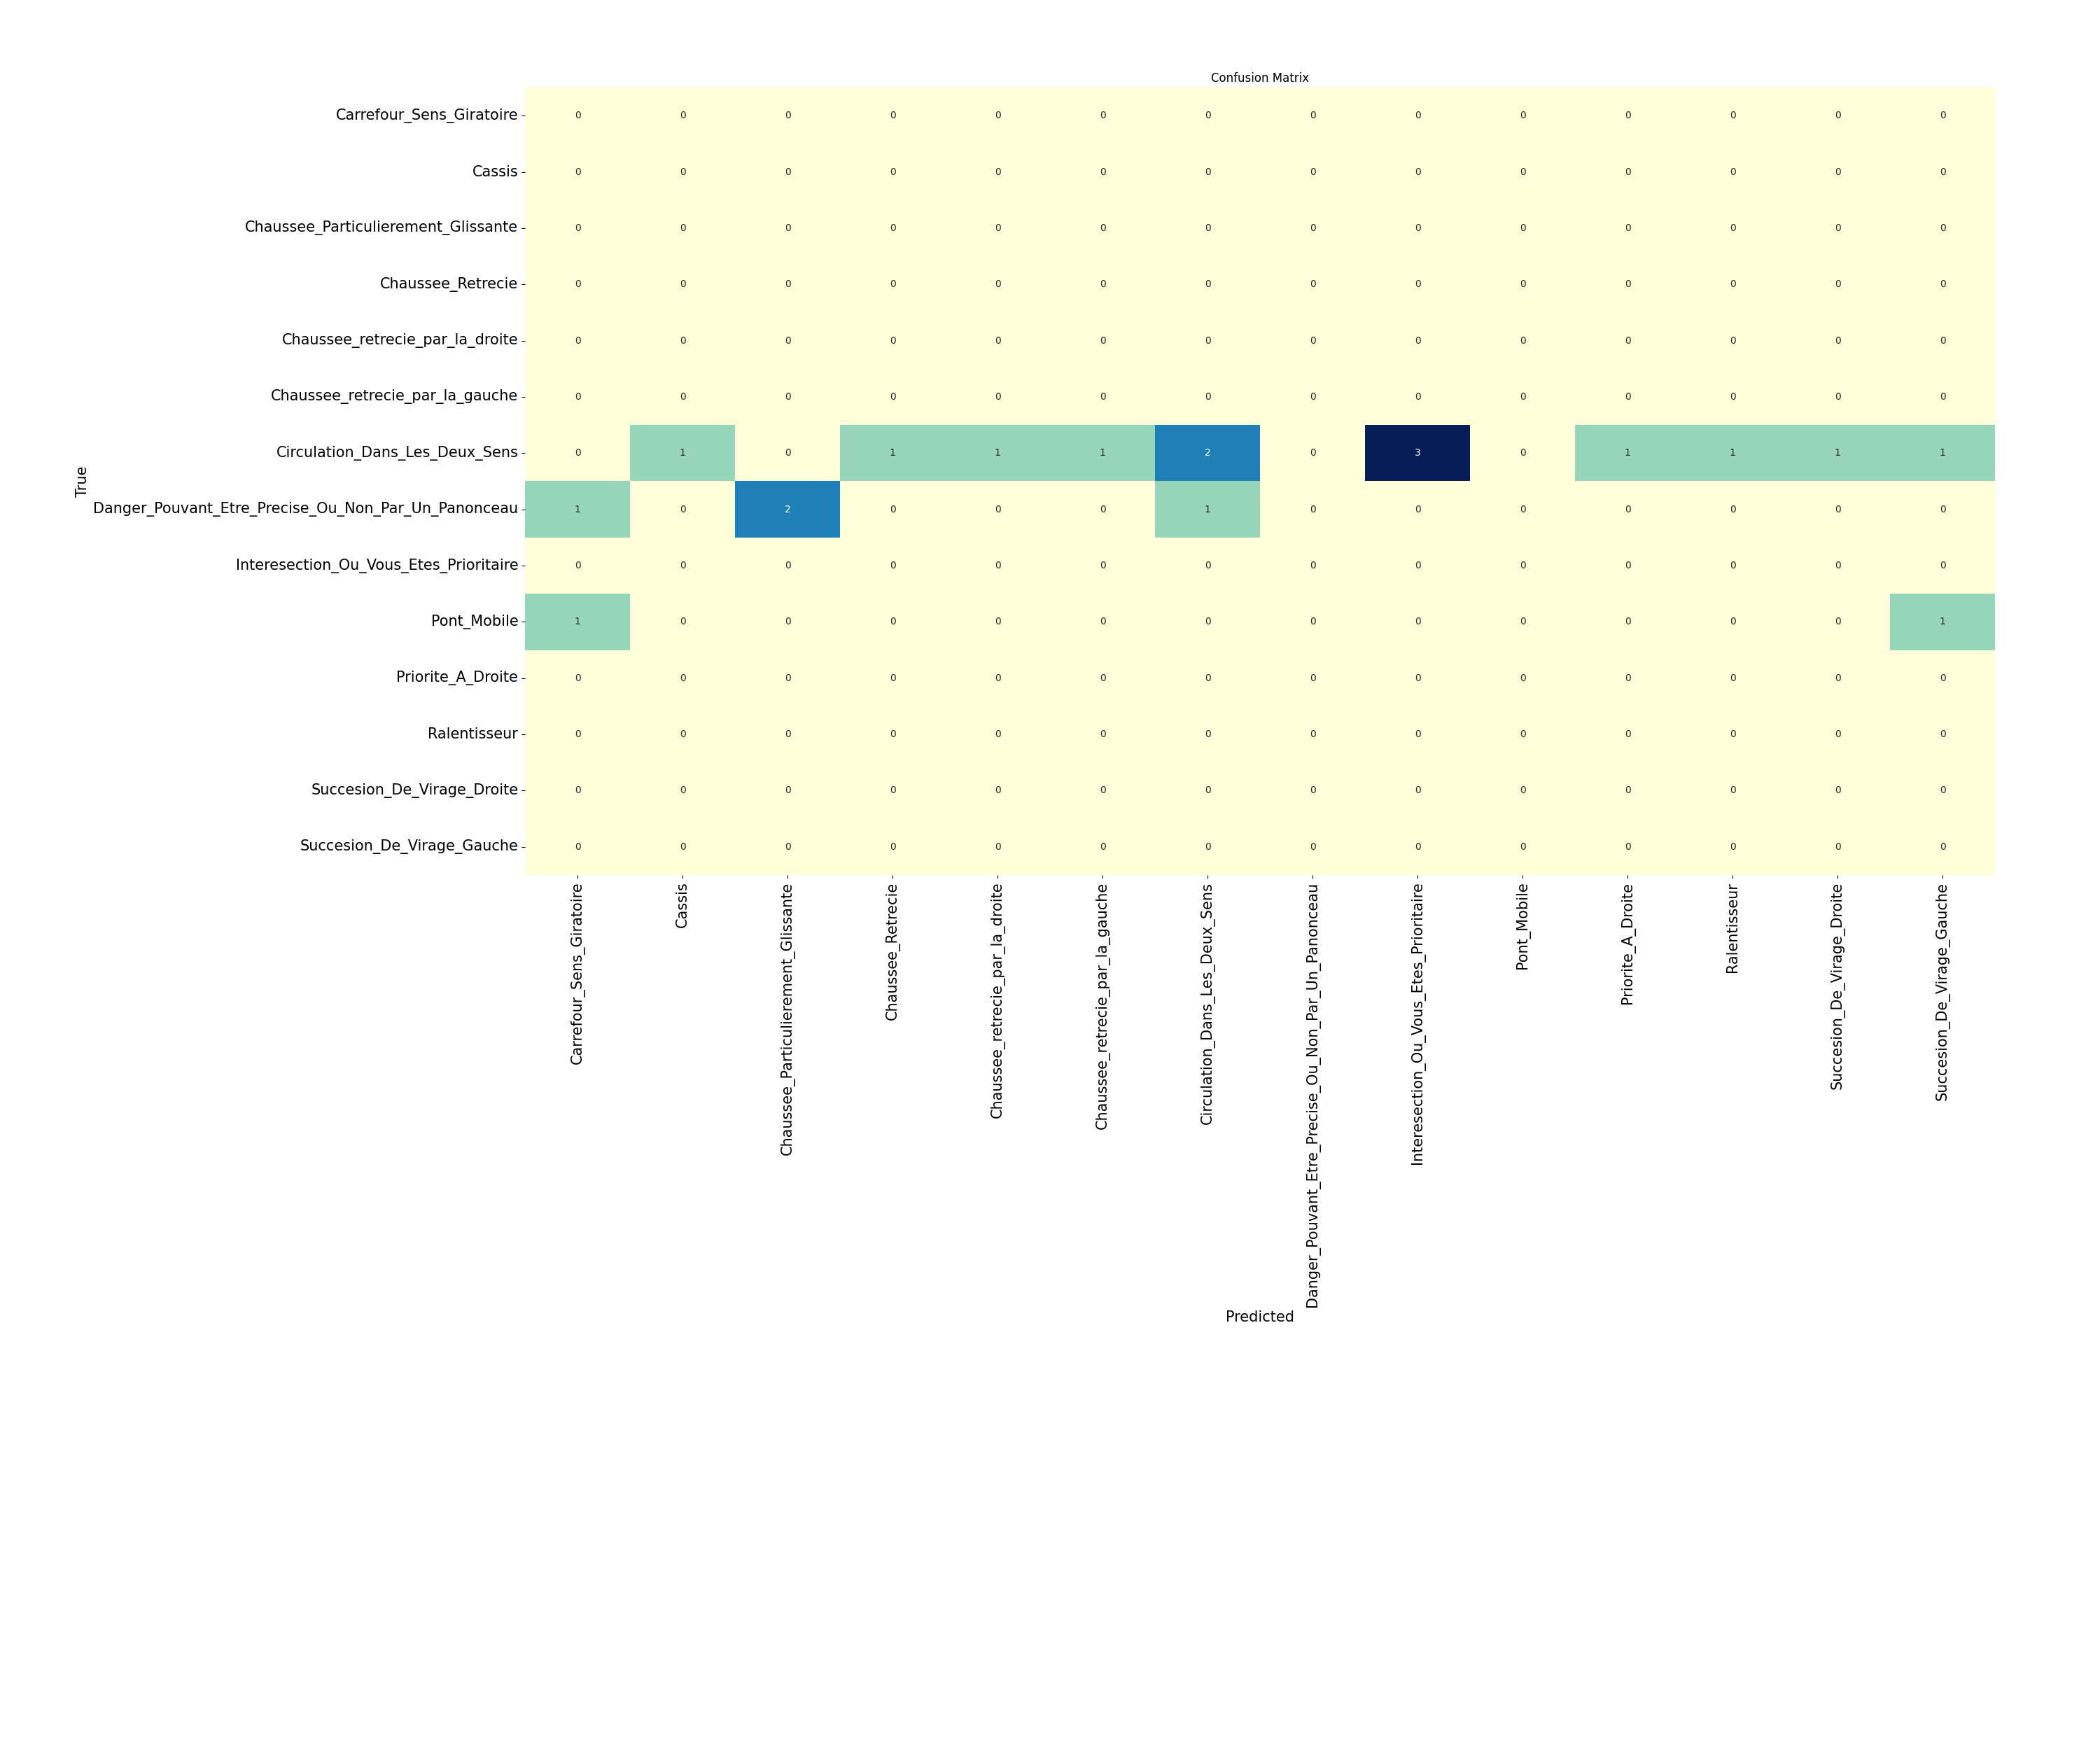 Confusion Matrix
True
Carrefour_Sens_Giratoire 0 0 0 0 0 0 0 0 0 0 0 0 0 0
Cassis 0 0 0 0 0 0 0 0 0 0 0 0 0 0
Chaussee_Particulierement_Glissante 0 0 0 0 0 0 0 0 0 0 0 0 0 0
Chaussee_Retrecie 0 0 0 0 0 0 0 0 0 0 0 0 0 0
Chaussee_retrecie_par_la_droite 0 0 0 0 0 0 0 0 0 0 0 0 0 0
Chaussee_retrecie_par_la_gauche 0 0 0 0 0 0 0 0 0 0 0 0 0 0
Circulation_Dans_Les_Deux_Sens 0 1 0 1 1 1 2 0 3 0 1 1 1 1
Danger_Pouvant_Etre_Precise_Ou_Non_Par_Un_Panonceau 1 0 2 0 0 0 1 0 0 0 0 0 0 0
Interesection_Ou_Vous_Etes_Prioritaire 0 0 0 0 0 0 0 0 0 0 0 0 0 0
Pont_Mobile 1 0 0 0 0 0 0 0 0 0 0 0 0 1
Priorite_A_Droite 0 0 0 0 0 0 0 0 0 0 0 0 0 0
Ralentisseur 0 0 0 0 0 0 0 0 0 0 0 0 0 0
Succesion_De_Virage_Droite 0 0 0 0 0 0 0 0 0 0 0 0 0 0
Succesion_De_Virage_Gauche 0 0 0 0 0 0 0 0 0 0 0 0 0 0
Carrefour_Sens_Giratoire
Cassis
Chaussee_Particulierement_Glissante
Chaussee_Retrecie
Chaussee_retrecie_par_la_droite
Chaussee_retrecie_par_la_gauche
Circulation_Dans_Les_Deux_Sens
Danger_Pouvant_Etre_Precise_Ou_Non_Par_Un_Panonceau
Interesection_Ou_Vous_Etes_Prioritaire
Pont_Mobile
Priorite_A_Droite
Ralentisseur
Succesion_De_Virage_Droite
Succesion_De_Virage_Gauche
Predicted